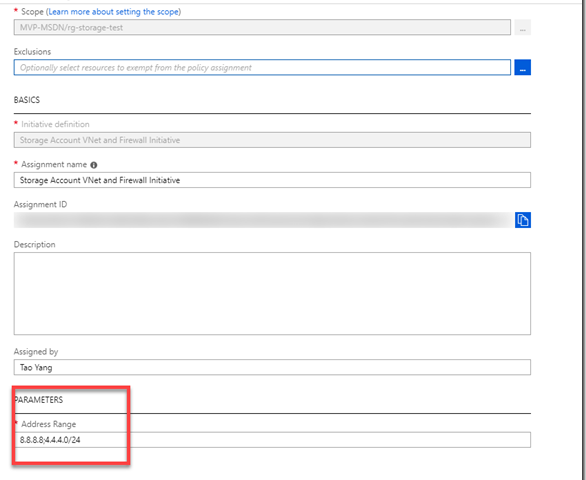 * Scope (Learn more about setting the scope)
MVP-MSDN/rg-storage-test
...
Exclusions
Optionally select resources to exempt from the policy assignment
...
BASICS
* Initiative definition
Storage Account VNet and Firewall Initiative
* Assignment name
Storage Account VNet and Firewall Initiative
Assignment ID
Description
Assigned by
Tao Yang
PARAMETERS
* Address Range
8.8.8.8;4.4.4.0/24